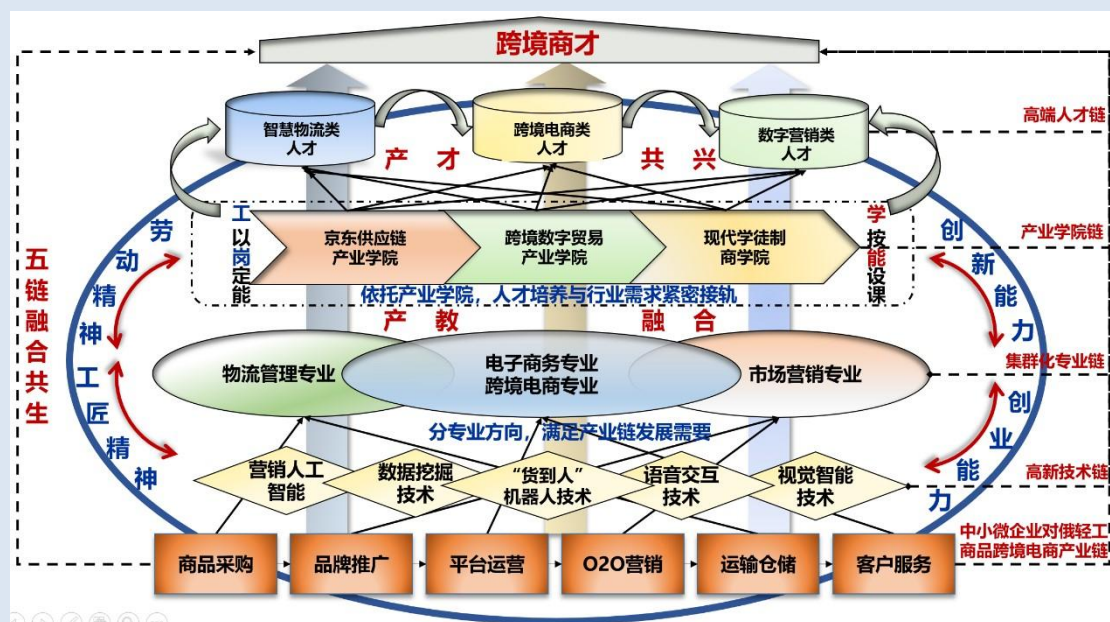 跨境商才
智慧物流类
人才
跨境电商类
人才
数字营销类
人才
高端人才链
产才 共兴
工以岗定能
京东供应链
产业学院
跨境数字贸易
产业学院
现代学徒制
商学院
学按能设课
产业学院链
依托产业学院，人才培养与行业需求紧密接轨
产教 融合
五链融合共生
劳动精神
工匠精神
创新能力
创业能力
物流管理专业
电子商务专业
跨境电商专业
市场营销专业
集群化专业链
分专业方向，满足产业链发展需要
营销人工
智能
数据挖掘
技术
“货到人”
机器人技术
语音交互
技术
视觉智能
技术
高新技术链
商品采购
品牌推广
平台运营
O2O营销
运输仓储
客户服务
中小微企业对俄轻工
商品跨境电商产业链